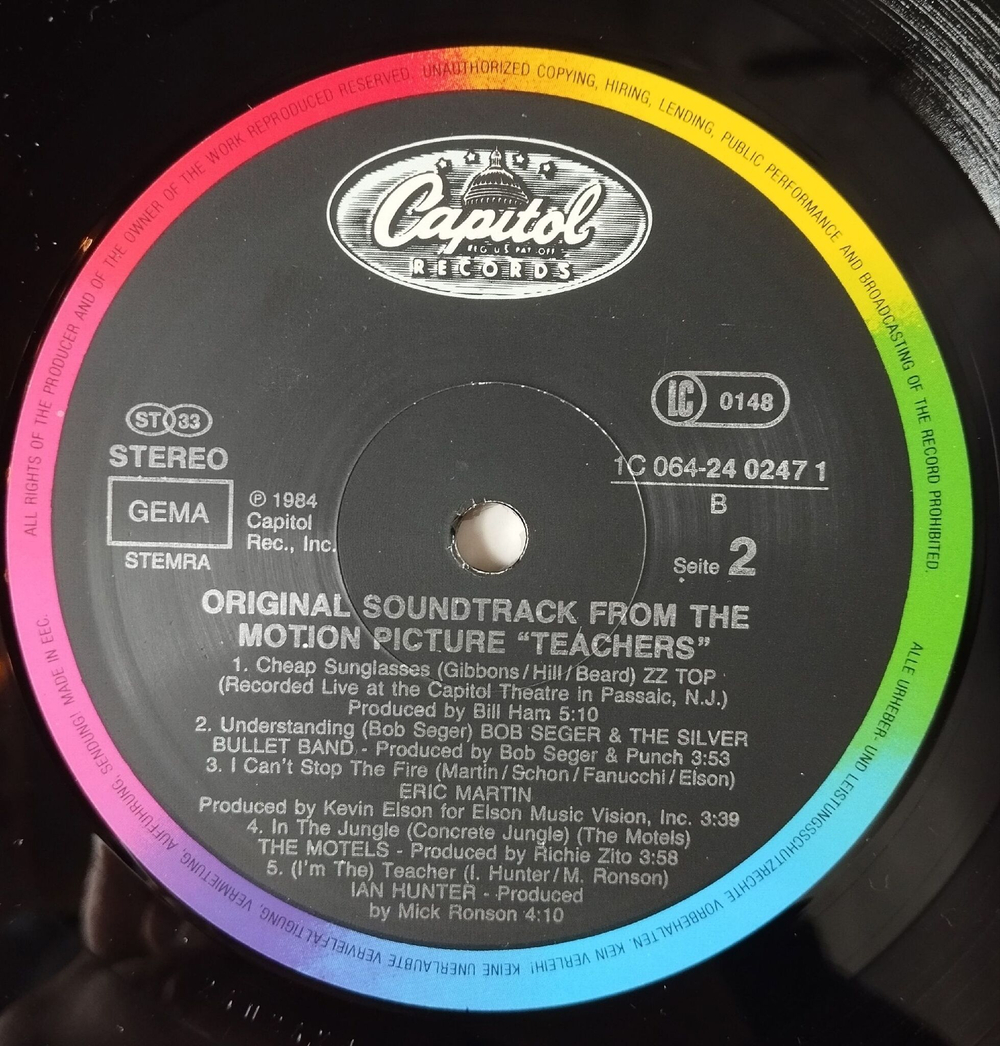 ALL RIGHTS OF THE PRODUCER AND OF THE OWNER OF THE WORK REPRODUCED RESERVED. UNAUTHORIZED COPYING, HIRING, LENDING, PUBLIC PERFORMANCE AND BROADCASTING OF THE RECORD PROHIBITED.
Capitol
REG. U.S. PAT. OFF.
RECORDS
LC 0148
ST 33
STEREO
GEMA
STEMRA
℗ 1984
Capitol
Rec., Inc.
1C 064-24 0247 1
B
Seite 2
ORIGINAL SOUNDTRACK FROM THE
MOTION PICTURE “TEACHERS”
1. Cheap Sunglasses (Gibbons/Hill/Beard) ZZ TOP
(Recorded Live at the Capitol Theatre in Passaic, N.J.)
Produced by Bill Ham 5:10
2. Understanding (Bob Seger) BOB SEGER & THE SILVER
BULLET BAND - Produced by Bob Seger & Punch 3:53
3. I Can't Stop The Fire (Martin/Schon/Fanucchi/Elson)
ERIC MARTIN
Produced by Kevin Elson for Elson Music Vision, Inc. 3:39
4. In The Jungle (Concrete Jungle) (The Motels)
THE MOTELS - Produced by Richie Zito 3:58
5. (I'm The) Teacher (I. Hunter/M. Ronson)
IAN HUNTER - Produced
by Mick Ronson 4:10
ALLE URHEBER- UND LEISTUNGSSCHUTZRECHTE VORBEHALTEN. KEIN VERLEIH! KEINE UNERLAUBTE VERVIELFÄLTIGUNG, VERMIETUNG, AUFFÜHRUNG, SENDUNG! MADE IN EEC.